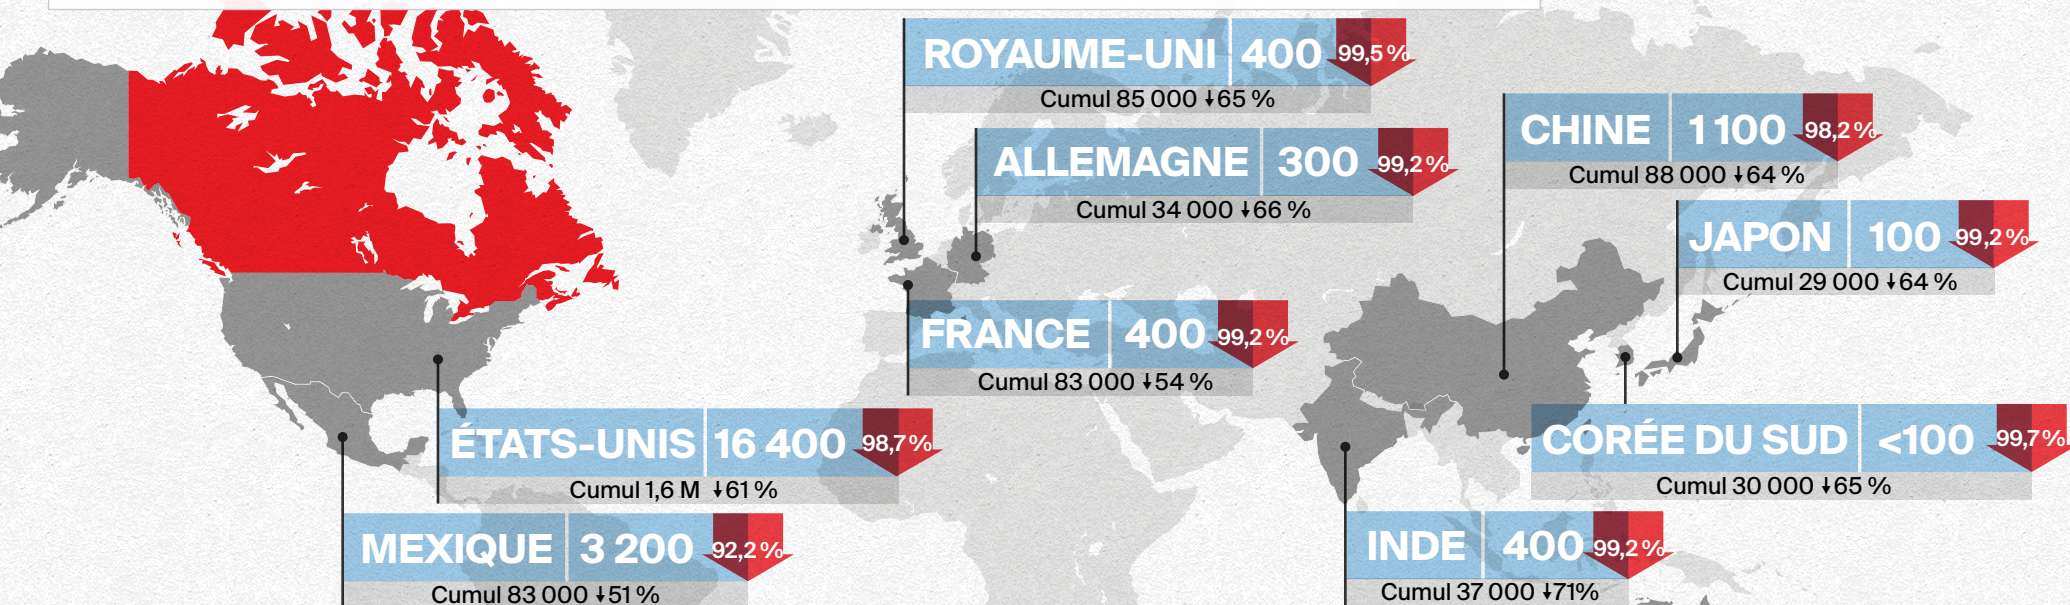 ROYAUME-UNI 400 99,5 %
Cumul 85 000 ↓65 %
ALLEMAGNE 300 99,2 %
Cumul 34 000 ↓66 %
CHINE 1 100 98,2 %
Cumul 88 000 ↓64 %
JAPON 100 99,2 %
Cumul 29 000 ↓64 %
FRANCE 400 99,2 %
Cumul 83 000 ↓54 %
ÉTATS-UNIS 16 400 98,7%
Cumul 1,6 M ↓61 %
CORÉE DU SUD <100 99,7%
Cumul 30 000 ↓65 %
MEXIQUE 3 200 92,2 %
Cumul 83 000 ↓51 %
INDE 400 99,2 %
Cumul 37 000 ↓71%